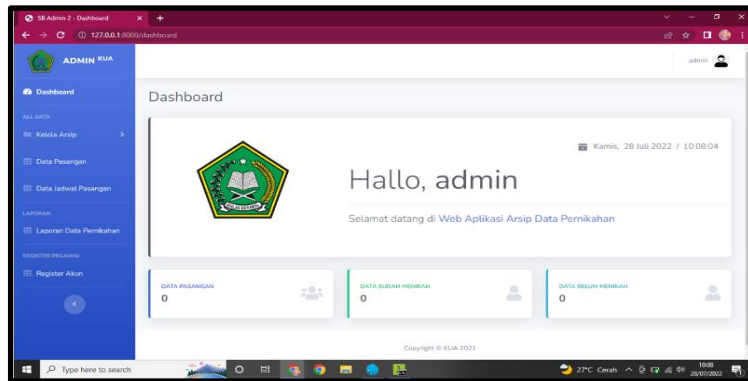 SB Admin 2 - Dashboard
127.0.0.1:8000/dashboard
ADMIN KUA
admin
Dashboard
Dashboard
ALL DATA
Kelola Arsip
Data Pasangan
Data Jadwal Pasangan
LAPORAN
Laporan Data Pernikahan
REGISTER PEGAWAI
Register Akun
Kamis, 28 Juli 2022 / 10:08:04
Hallo, admin
Selamat datang di Web Aplikasi Arsip Data Pernikahan
DATA PASANGAN
0
DATA SUDAH MENIKAH
0
DATA BELUM MENIKAH
0
Type here to search
27°C Cerah
10:08
28/07/2022